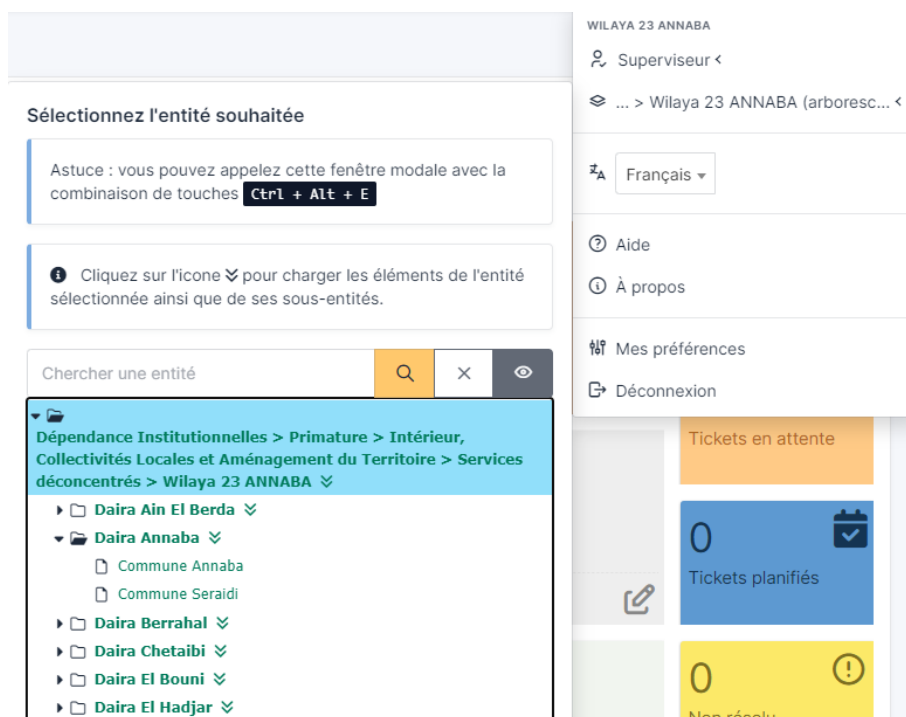 WILAYA 23 ANNABA
Superviseur
... > Wilaya 23 ANNABA (arboresc...
Français
Aide
À propos
Mes préférences
Déconnexion
Sélectionnez l'entité souhaitée
Astuce : vous pouvez appelez cette fenêtre modale avec la
combinaison de touches Ctrl + Alt + E
Cliquez sur l'icone pour charger les éléments de l'entité
sélectionnée ainsi que de ses sous-entités.
Chercher une entité
Dépendance Institutionnelles > Primature > Intérieur,
Collectivités Locales et Aménagement du Territoire > Services
déconcentrés > Wilaya 23 ANNABA
Daira Ain El Berda
Daira Annaba
Commune Annaba
Commune Seraidi
Daira Berrahal
Daira Chetaibi
Daira El Bouni
Daira El Hadjar
Tickets en attente
0
Tickets planifiés
0
Non résolu